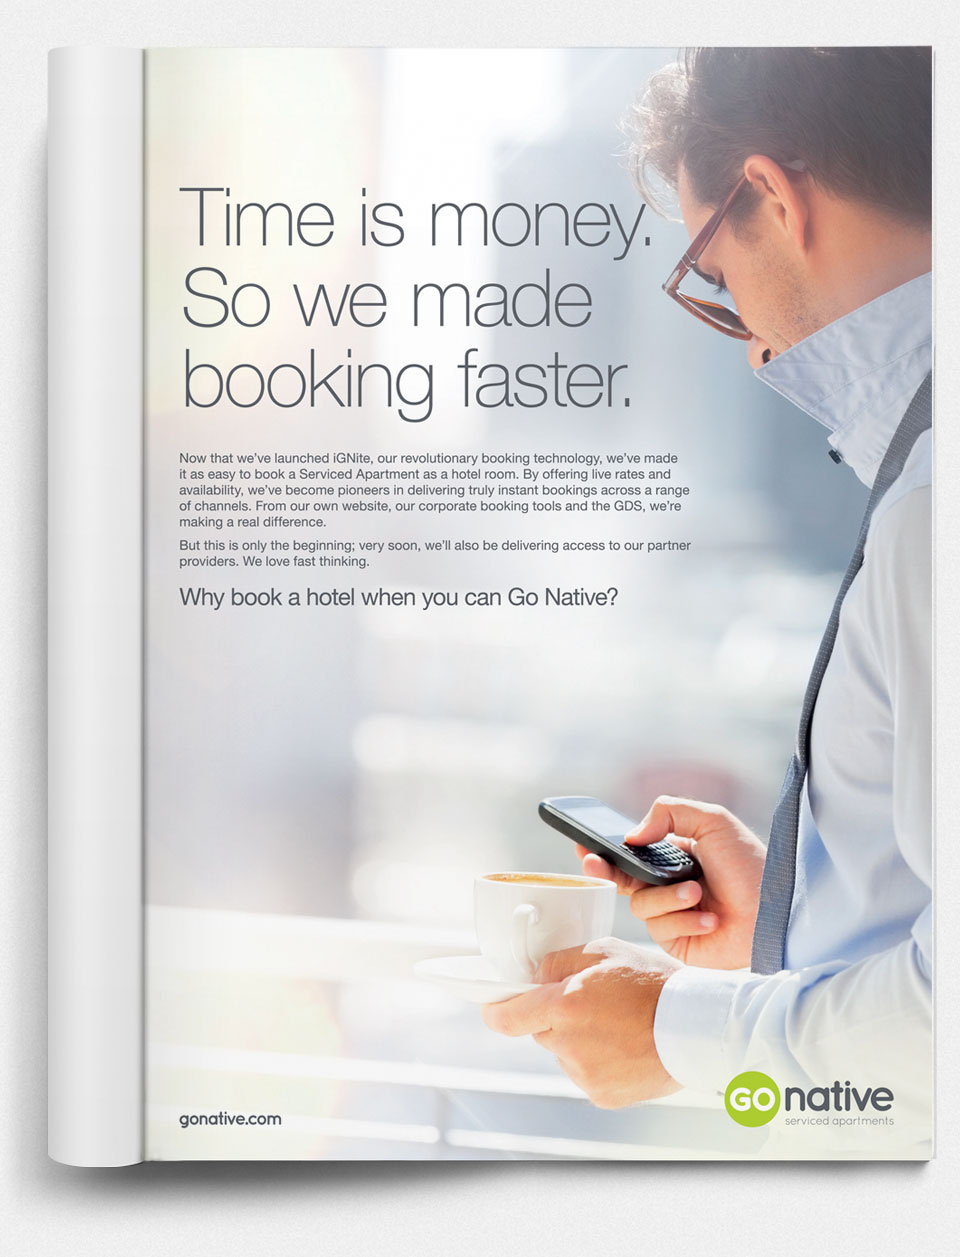 Time is money.
So we made
booking faster.
Now that we've launched iGNite, our revolutionary booking technology, we've made
it as easy to book a Serviced Apartment as a hotel room. By offering live rates and
availability, we've become pioneers in delivering truly instant bookings across a range
of channels. From our own website, our corporate booking tools and the GDS, we're
making a real difference.
But this is only the beginning; very soon, we'll also be delivering access to our partner
providers. We love fast thinking.
Why book a hotel when you can Go Native?
gonative.com
GO native
serviced apartments